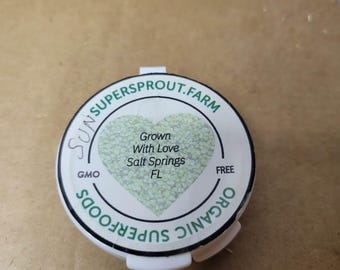 SUN
SUPERSPROUT.FARM
Grown
With Love
Salt Springs
FL
GMO
FREE
ORGANIC SUPERFOODS